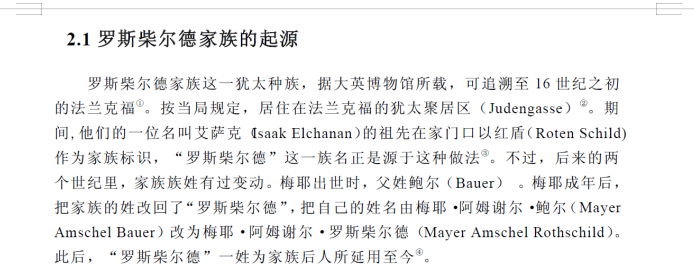 2.1 罗斯柴尔德家族的起源
罗斯柴尔德家族这一犹太种族，据大英博物馆所载，可追溯至 16 世纪之初
的法兰克福①。按当局规定，居住在法兰克福的犹太聚居区（Judengasse）②。期
间,他们的一位名叫艾萨克（Isaak Elchanan)的祖先在家门口以红盾(Roten Schild)
作为家族标识，“罗斯柴尔德”这一族名正是源于这种做法③。不过，后来的两
个世纪里，家族族姓有过变动。梅耶出世时，父姓鲍尔（Bauer）。梅耶成年后，
把家族的姓改回了“罗斯柴尔德”，把自己的姓名由梅耶·阿姆谢尔·鲍尔（Mayer
Amschel Bauer）改为梅耶·阿姆谢尔·罗斯柴尔德（Mayer Amschel Rothschild）。
此后，“罗斯柴尔德”一姓为家族后人所延用至今④。